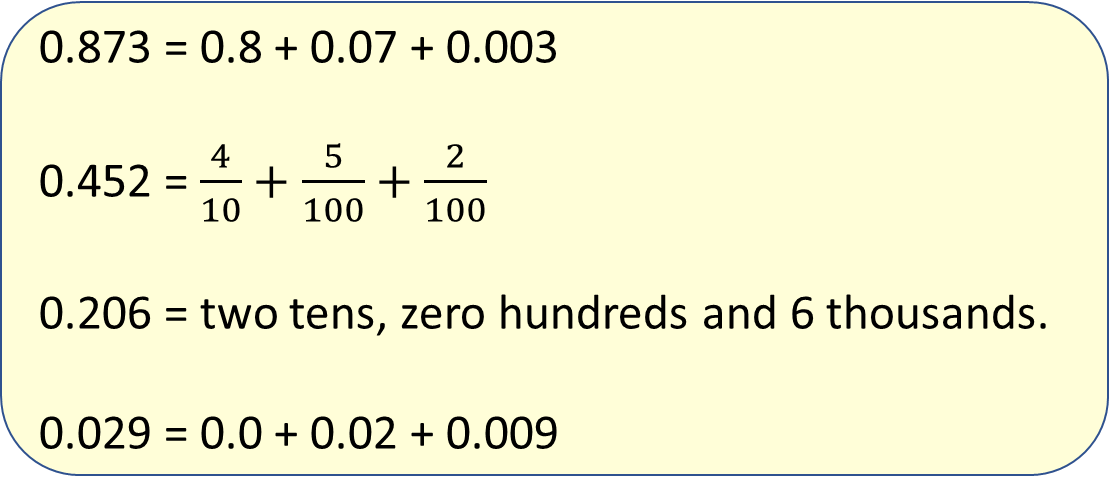 0.873 = 0.8 + 0.07 + 0.003
0.452 = 4/10 + 5/100 + 2/100
0.206 = two tens, zero hundreds and 6 thousands.
0.029 = 0.0 + 0.02 + 0.009